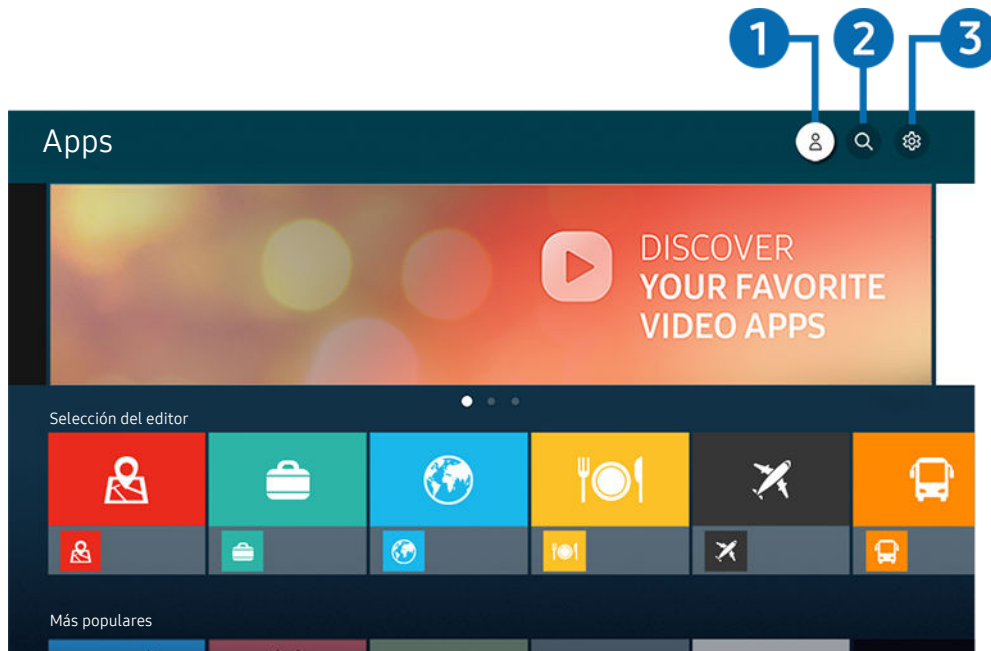 1 2 3
Apps
DISCOVER
YOUR FAVORITE
VIDEO APPS
Selección del editor
Más populares